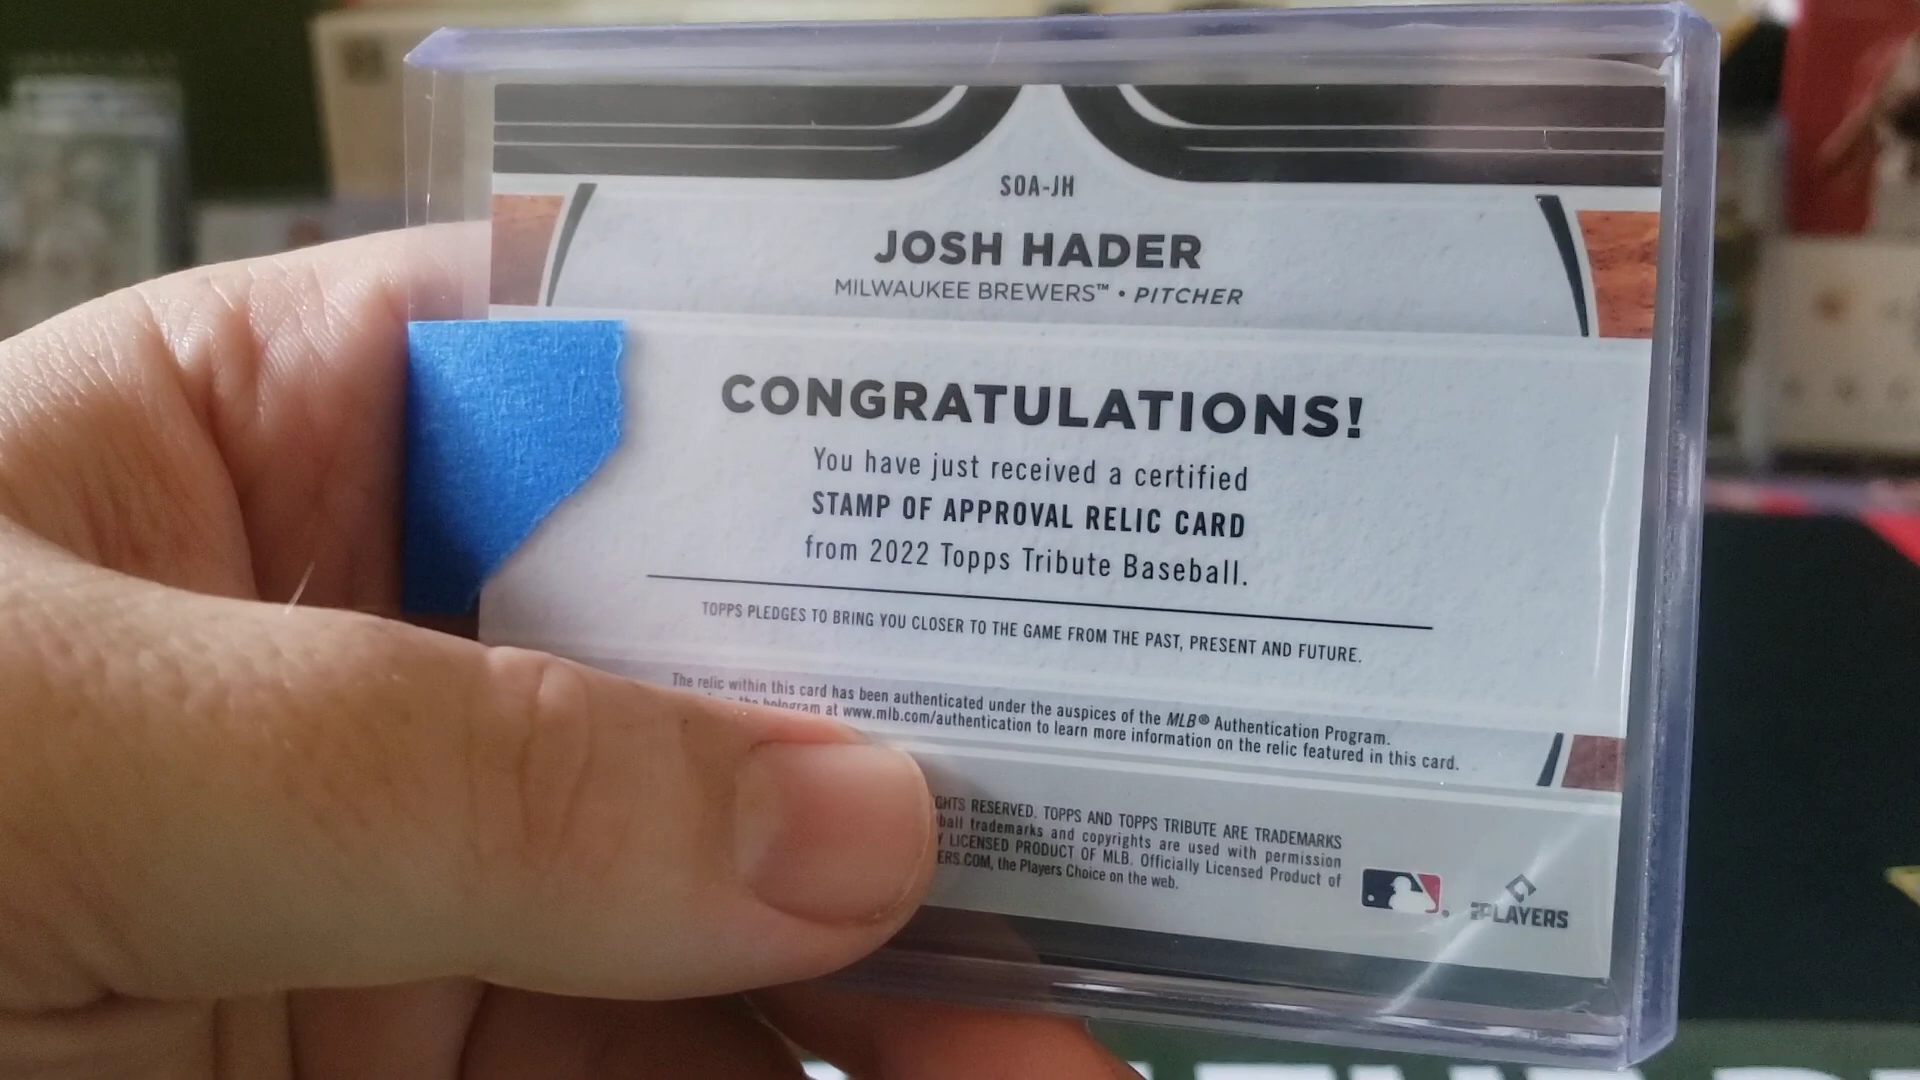 SOA-JH
JOSH HADER
MILWAUKEE BREWERS™ • PITCHER
CONGRATULATIONS!
You have just received a certified
STAMP OF APPROVAL RELIC CARD
from 2022 Topps Tribute Baseball.
TOPPS PLEDGES TO BRING YOU CLOSER TO THE GAME FROM THE PAST, PRESENT AND FUTURE.
The relic within this card has been authenticated under the auspices of the MLB® Authentication Program.
the hologram at www.mlb.com/authentication to learn more information on the relic featured in this card.
RESERVED. TOPPS AND TOPPS TRIBUTE ARE TRADEMARKS
trademarks and copyrights are used with permission
LICENSED PRODUCT OF MLB. Officially Licensed Product of
the Players Choice on the web.
PLAYERS